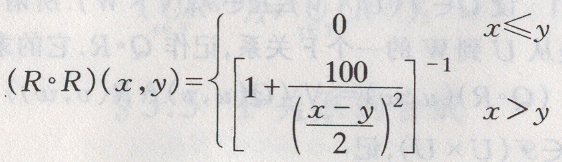 (R∘R)(x,y)= { 0 x≤y
[1+ 100/((x-y)/2)²]⁻¹ x>y